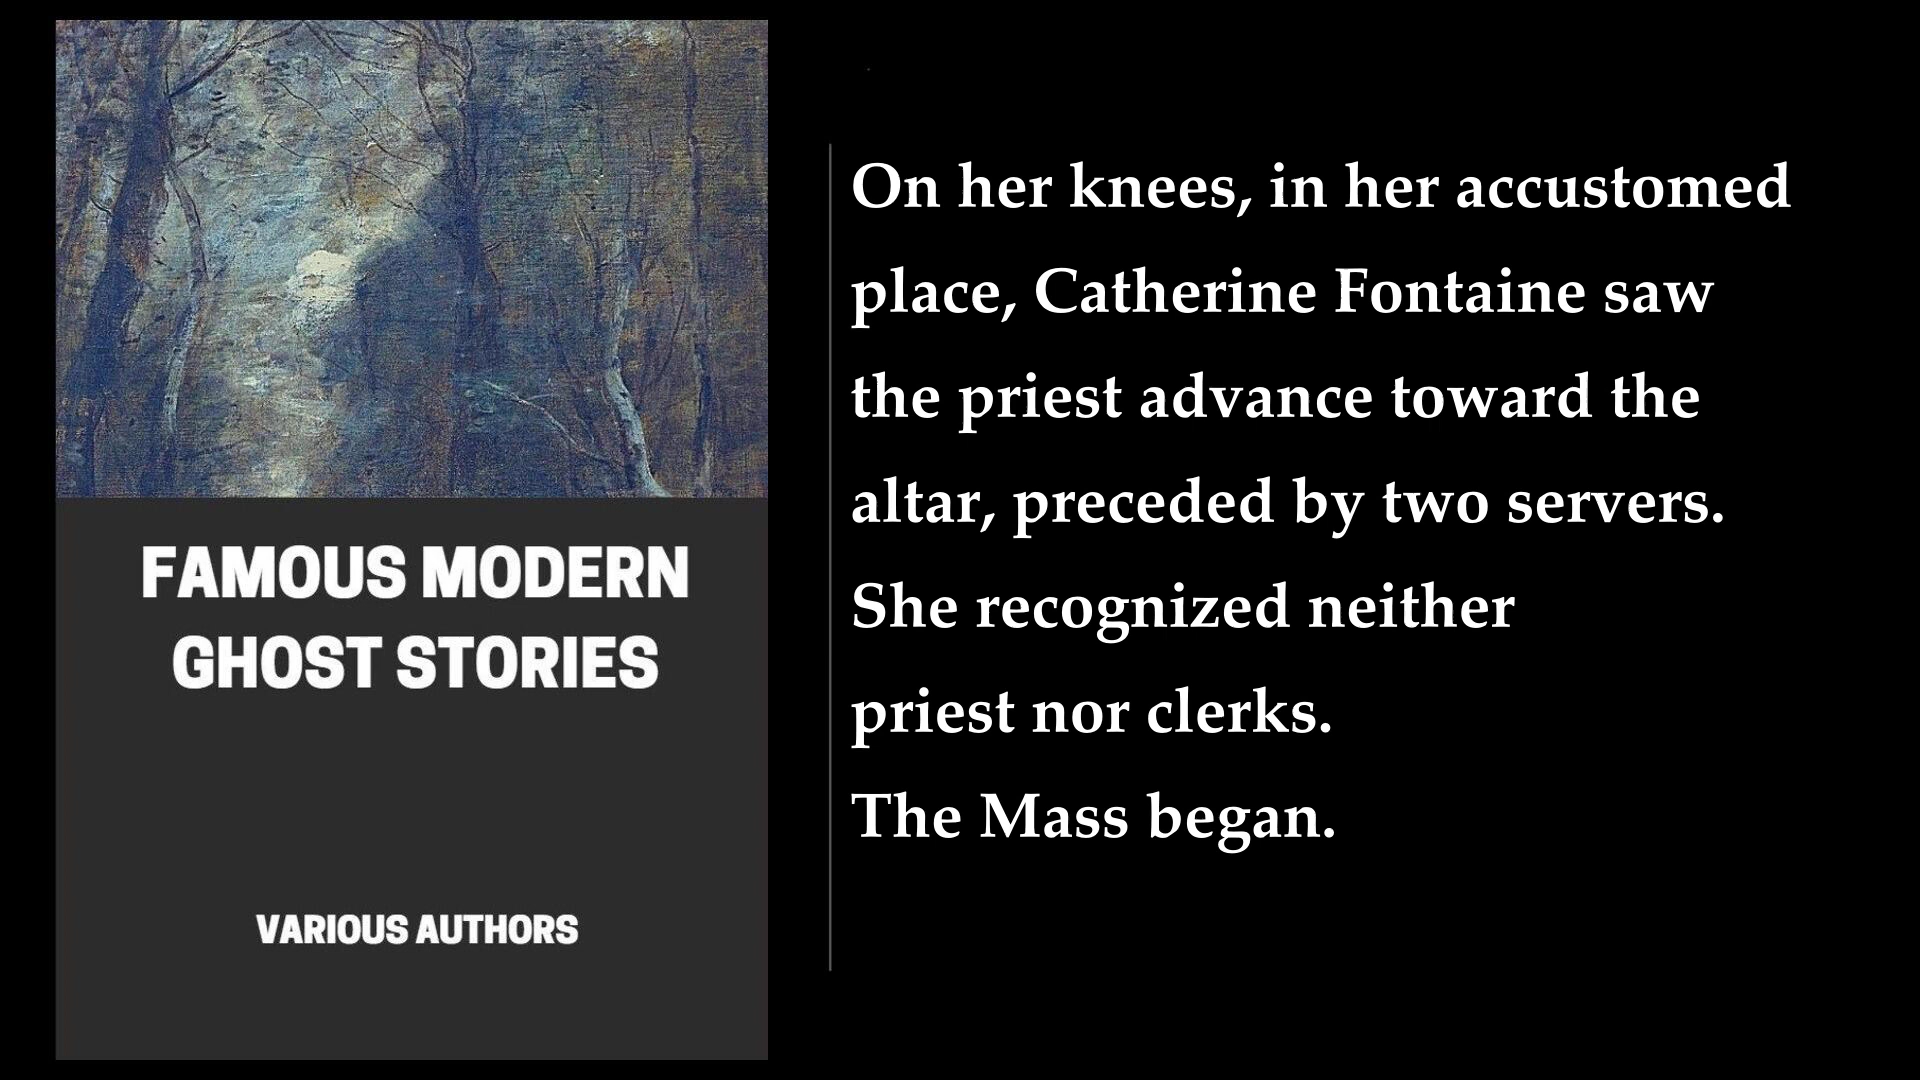 FAMOUS MODERN
GHOST STORIES
VARIOUS AUTHORS
On her knees, in her accustomed
place, Catherine Fontaine saw
the priest advance toward the
altar, preceded by two servers.
She recognized neither
priest nor clerks.
The Mass began.